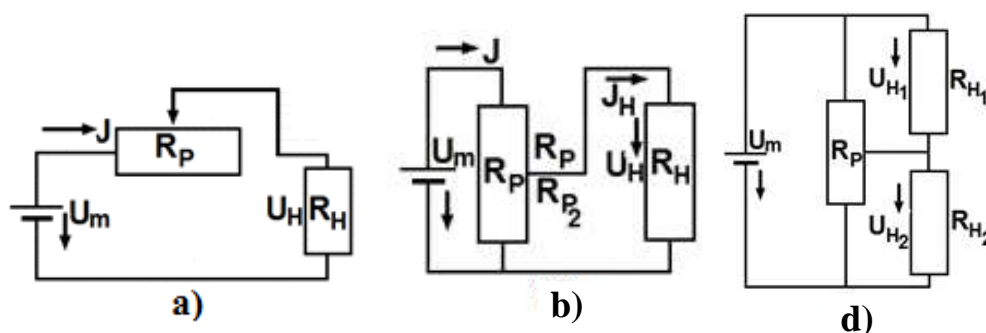 J
R_P
U_m
U_H
R_H
a)
J
U_m
R_P
R_P
R_P2
J_H
U_H
R_H
b)
U_m
R_P
U_H1
R_H1
U_H2
R_H2
d)